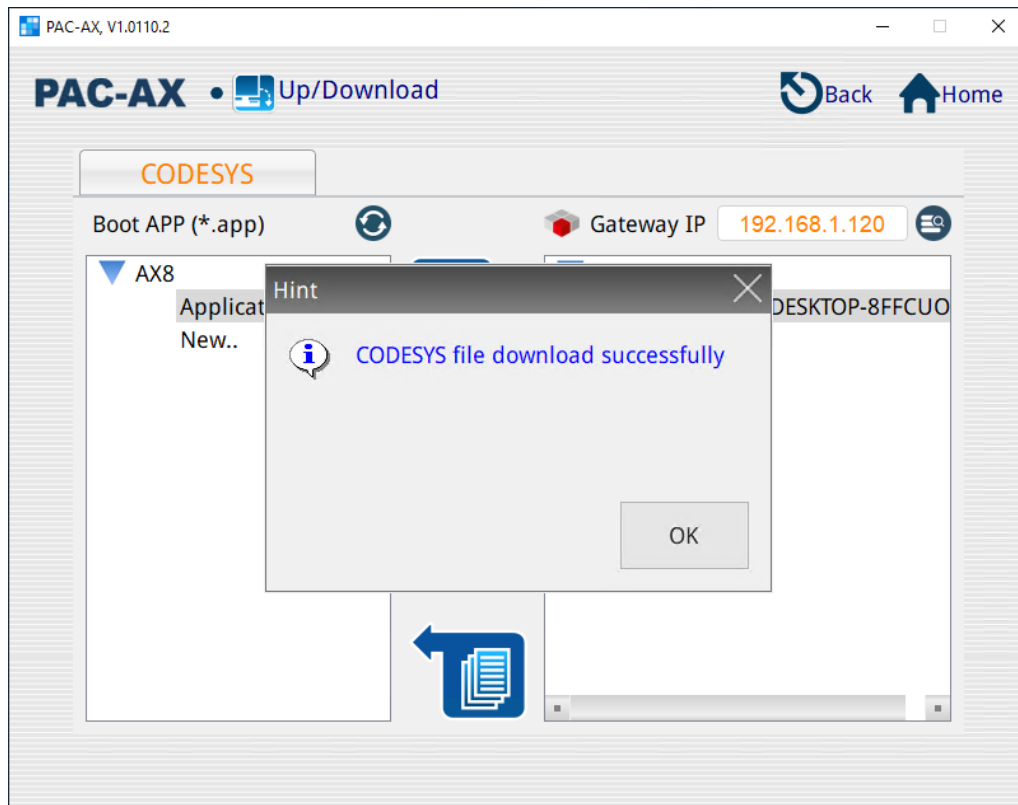 PAC-AX, V1.0110.2
PAC-AX • Up/Download
Back
Home
CODESYS
Boot APP (*.app)
Gateway IP
192.168.1.120
AX8
Applicat
New..
DESKTOP-8FFCUO
Hint
CODESYS file download successfully
OK